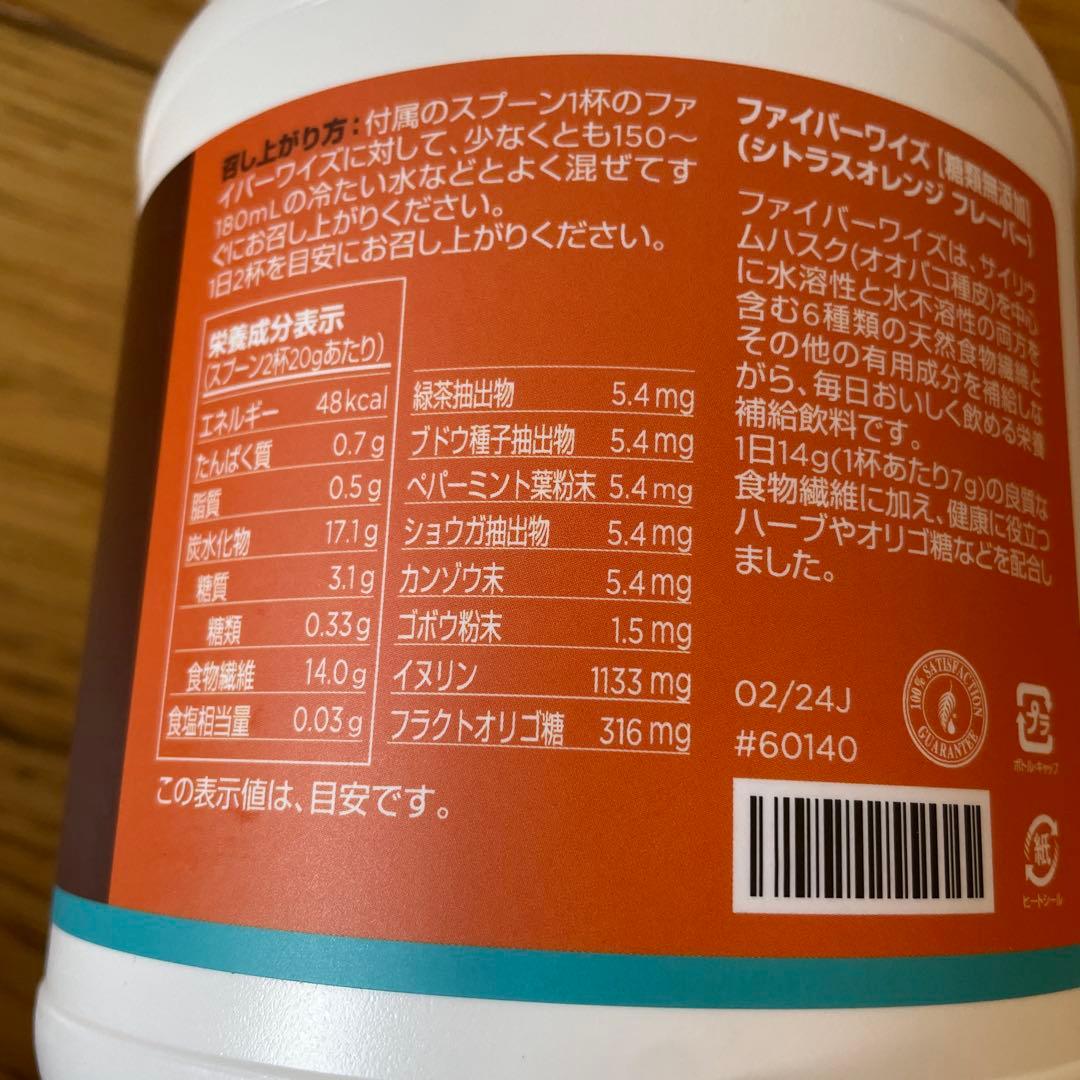 召し上がり方：付属のスプーン1杯のファ
イバーワイズに対して、少なくとも150～
180mLの冷たい水などとよく混ぜてす
ぐにお召し上がりください。
1日2杯を目安にお召し上がりください。
栄養成分表示
(スプーン2杯20gあたり)
エネルギー 48kcal
たんぱく質 0.7g
脂質 0.5g
炭水化物 17.1g
糖質 3.1g
糖類 0.33g
食物繊維 14.0g
食塩相当量 0.03g
緑茶抽出物 5.4mg
ブドウ種子抽出物 5.4mg
ペパーミント葉粉末 5.4mg
ショウガ抽出物 5.4mg
カンゾウ末 5.4mg
ゴボウ粉末 1.5mg
イヌリン 1133mg
フラクトオリゴ糖 316mg
この表示値は、目安です。
ファイバーワイズ [糖類無添加]
(シトラスオレンジ フレーバー)
ファイバーワイズは、サイリウ
ムハスク(オオバコ種皮)を中心
に水溶性と水不溶性の両方を
含む6種類の天然食物繊維と
その他の有用成分を補給しな
がら、毎日おいしく飲める栄養
補給飲料です。
1日14g(1杯あたり7g)の良質な
食物繊維に加え、健康に役立つ
ハーブやオリゴ糖などを配合し
ました。
02/24J
#60140
100% SATISFACTION
GUARANTEE
プラ
ボトル・キャップ
紙
ヒートシール